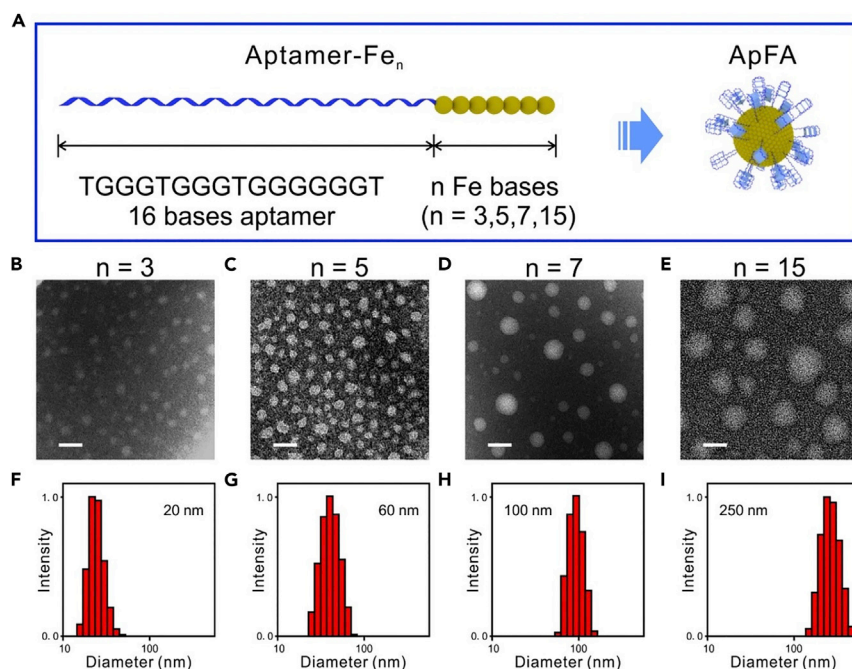 A
Aptamer-Feₙ
ApFA
TGGGTGGGTGGGGGGT
16 bases aptamer
n Fe bases
(n = 3,5,7,15)
B n = 3
C n = 5
D n = 7
E n = 15
F
1.0
20 nm
Intensity
0.0
10 100
Diameter (nm)
G
1.0
60 nm
Intensity
0.0
10 100
Diameter (nm)
H
1.0
100 nm
Intensity
0.0
10 100
Diameter (nm)
I
1.0
250 nm
Intensity
0.0
10 100
Diameter (nm)